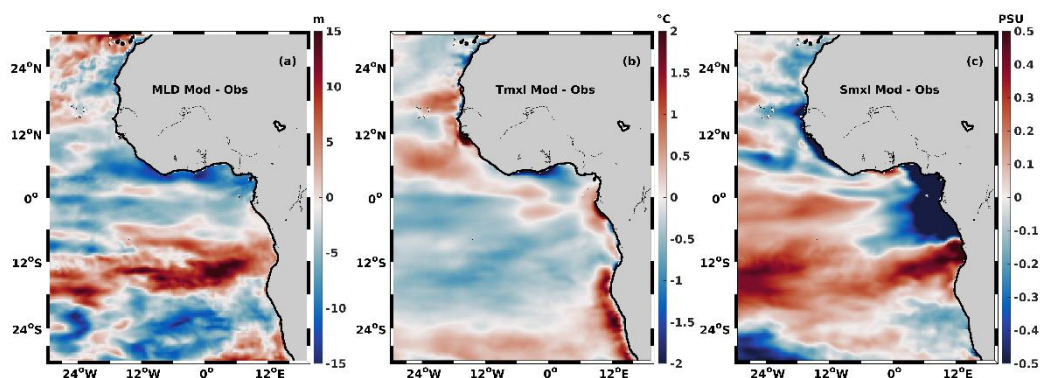 m
15
10
5
0
-5
-10
-15
24°N
12°N
0°
12°S
24°S
24°W
12°W
0°
12°E
(a)
MLD Mod - Obs
°C
2
1.5
1
0.5
0
-0.5
-1
-1.5
-2
24°N
12°N
0°
12°S
24°S
24°W
12°W
0°
12°E
(b)
Tmxl Mod - Obs
PSU
0.5
0.4
0.3
0.2
0.1
0
-0.1
-0.2
-0.3
-0.4
-0.5
24°N
12°N
0°
12°S
24°S
24°W
12°W
0°
12°E
(c)
Smxl Mod - Obs